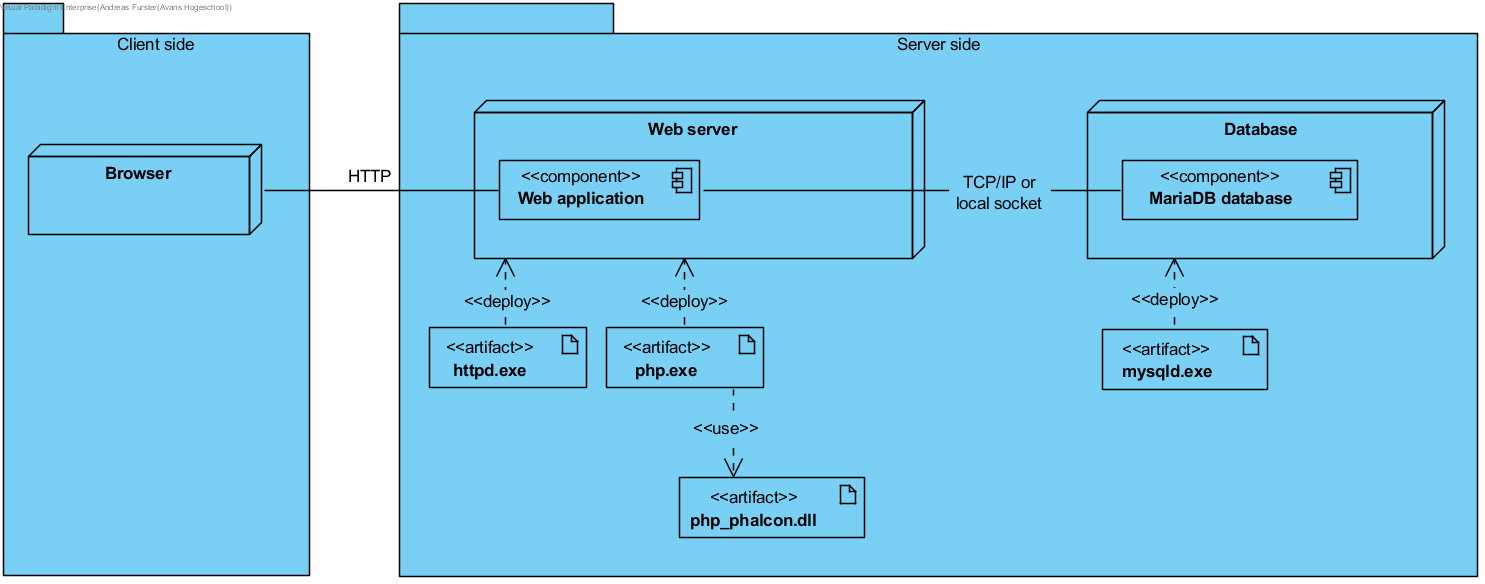 Visual Paradigm Enterprise(Andreas Furster(Avans Hogeschool))
Client side
Server side
Browser
HTTP
Web server
<<component>>
Web application
TCP/IP or
local socket
Database
<<component>>
MariaDB database
<<deploy>>
<<deploy>>
<<deploy>>
<<artifact>>
httpd.exe
<<artifact>>
php.exe
<<artifact>>
mysqld.exe
<<use>>
<<artifact>>
php_phalcon.dll